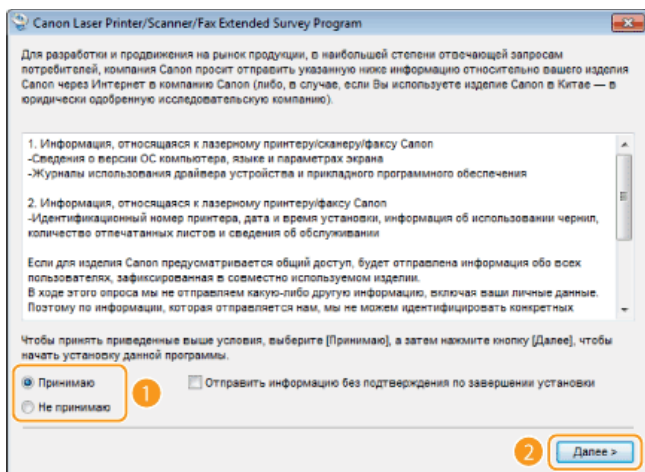 Canon Laser Printer/Scanner/Fax Extended Survey Program
Для разработки и продвижения на рынок продукции, в наибольшей степени отвечающей запросам
потребителей, компания Canon просит отправить указанную ниже информацию относительно вашего изделия
Canon через Интернет в компанию Canon (либо, в случае, если Вы используете изделие Canon в Китае — в
юридически одобренную исследовательскую компанию).
1. Информация, относящаяся к лазерному принтеру/сканеру/факсу Canon
-Сведения о версии ОС компьютера, языке и параметрах экрана
-Журналы использования драйвера устройства и прикладного программного обеспечения
2. Информация, относящаяся к лазерному принтеру/факсу Canon
-Идентификационный номер принтера, дата и время установки, информация об использовании чернил,
количество отпечатанных листов и сведения об обслуживании
Если для изделия Canon предусматривается общий доступ, будет отправлена информация обо всех
пользователях, зафиксированная в совместно используемом изделии.
В ходе этого опроса мы не отправляем какую-либо другую информацию, включая ваши личные данные.
Поэтому по информации, которая отправляется нам, мы не можем идентифицировать конкретных
Чтобы принять приведенные выше условия, выберите [Принимаю], а затем нажмите кнопку [Далее], чтобы
начать установку данной программы.
Принимаю
1
Отправить информацию без подтверждения по завершении установки
Не принимаю
2
Далее >